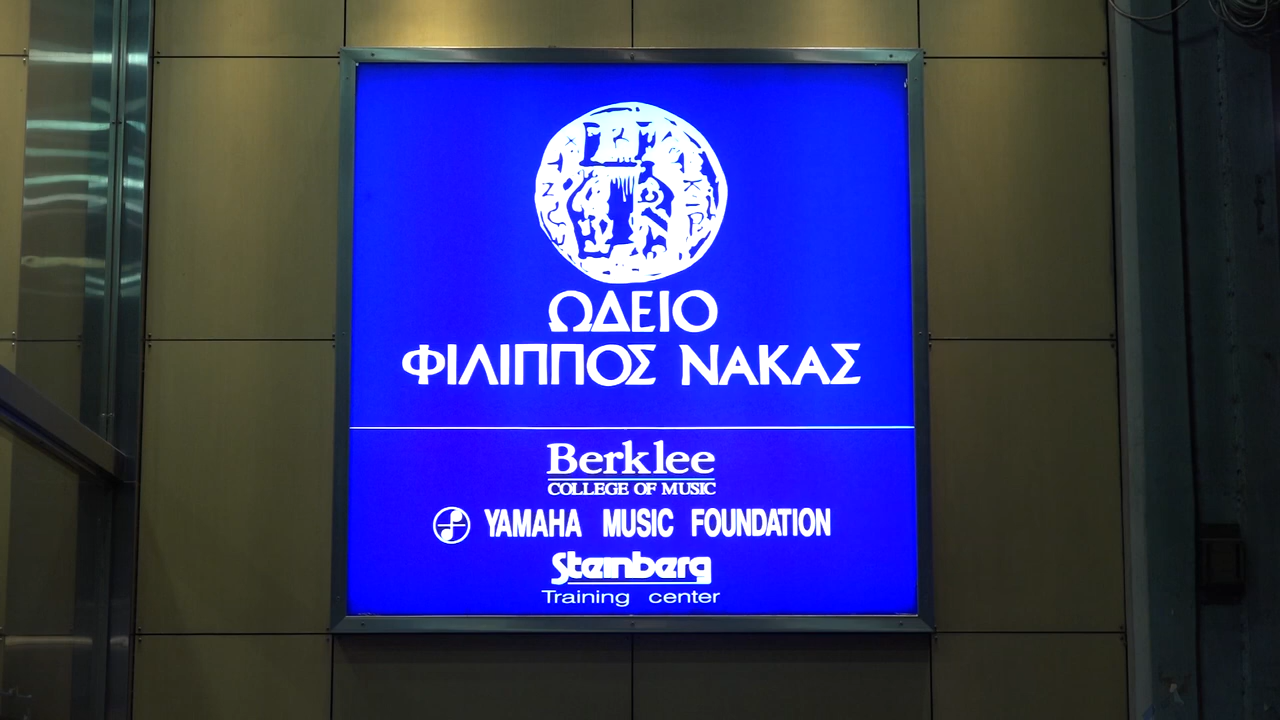 ΩΔΕΙΟ
ΦΙΛΙΠΠΟΣ ΝΑΚΑΣ
Berklee
COLLEGE OF MUSIC
YAMAHA MUSIC FOUNDATION
Steinberg
Training center